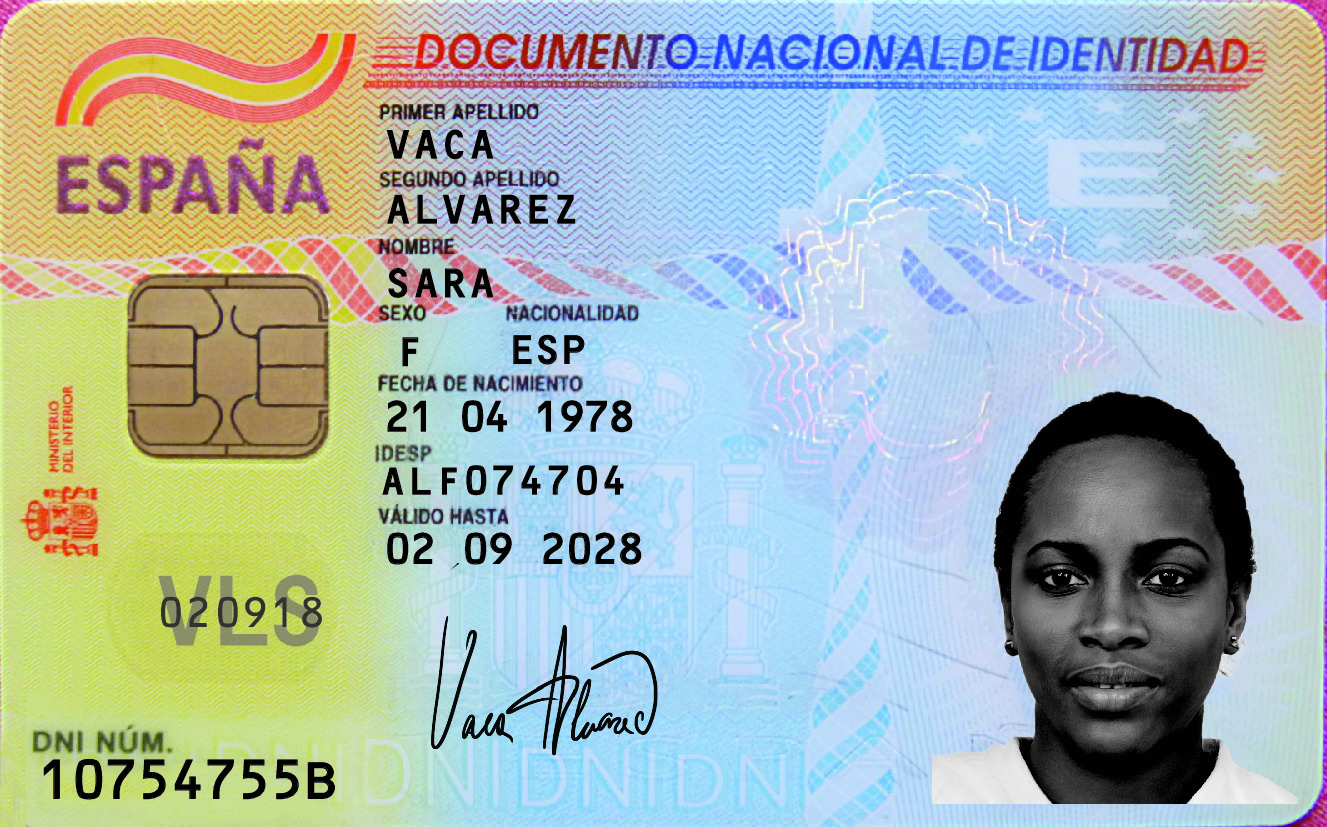 DOCUMENTO NACIONAL DE IDENTIDAD
ESPAÑA
PRIMER APELLIDO
VACA
SEGUNDO APELLIDO
ALVAREZ
NOMBRE
SARA
SEXO NACIONALIDAD
F ESP
FECHA DE NACIMIENTO
21 04 1978
IDESP
ALF074704
VÁLIDO HASTA
02 09 2028
MINISTERIO
DEL INTERIOR
E
VLS
020918
Vaca Alvarez
DNI NÚM.
10754755B
DNIDNIDNIDNI